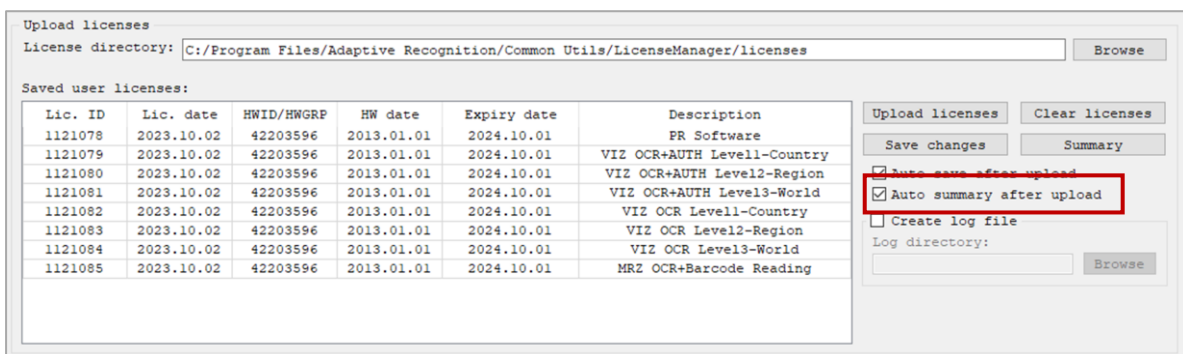 Upload licenses
License directory: C:/Program Files/Adaptive Recognition/Common Utils/LicenseManager/licenses Browse
Saved user licenses:
Lic. ID Lic. date HWID/HWGRP HW date Expiry date Description
1121078 2023.10.02 42203596 2013.01.01 2024.10.01 PR Software
1121079 2023.10.02 42203596 2013.01.01 2024.10.01 VIZ OCR+AUTH Level1-Country
1121080 2023.10.02 42203596 2013.01.01 2024.10.01 VIZ OCR+AUTH Level2-Region
1121081 2023.10.02 42203596 2013.01.01 2024.10.01 VIZ OCR+AUTH Level3-World
1121082 2023.10.02 42203596 2013.01.01 2024.10.01 VIZ OCR Level1-Country
1121083 2023.10.02 42203596 2013.01.01 2024.10.01 VIZ OCR Level2-Region
1121084 2023.10.02 42203596 2013.01.01 2024.10.01 VIZ OCR Level3-World
1121085 2023.10.02 42203596 2013.01.01 2024.10.01 MRZ OCR+Barcode Reading
Upload licenses Clear licenses
Save changes Summary
Auto save after upload
Auto summary after upload
Create log file
Log directory:
Browse